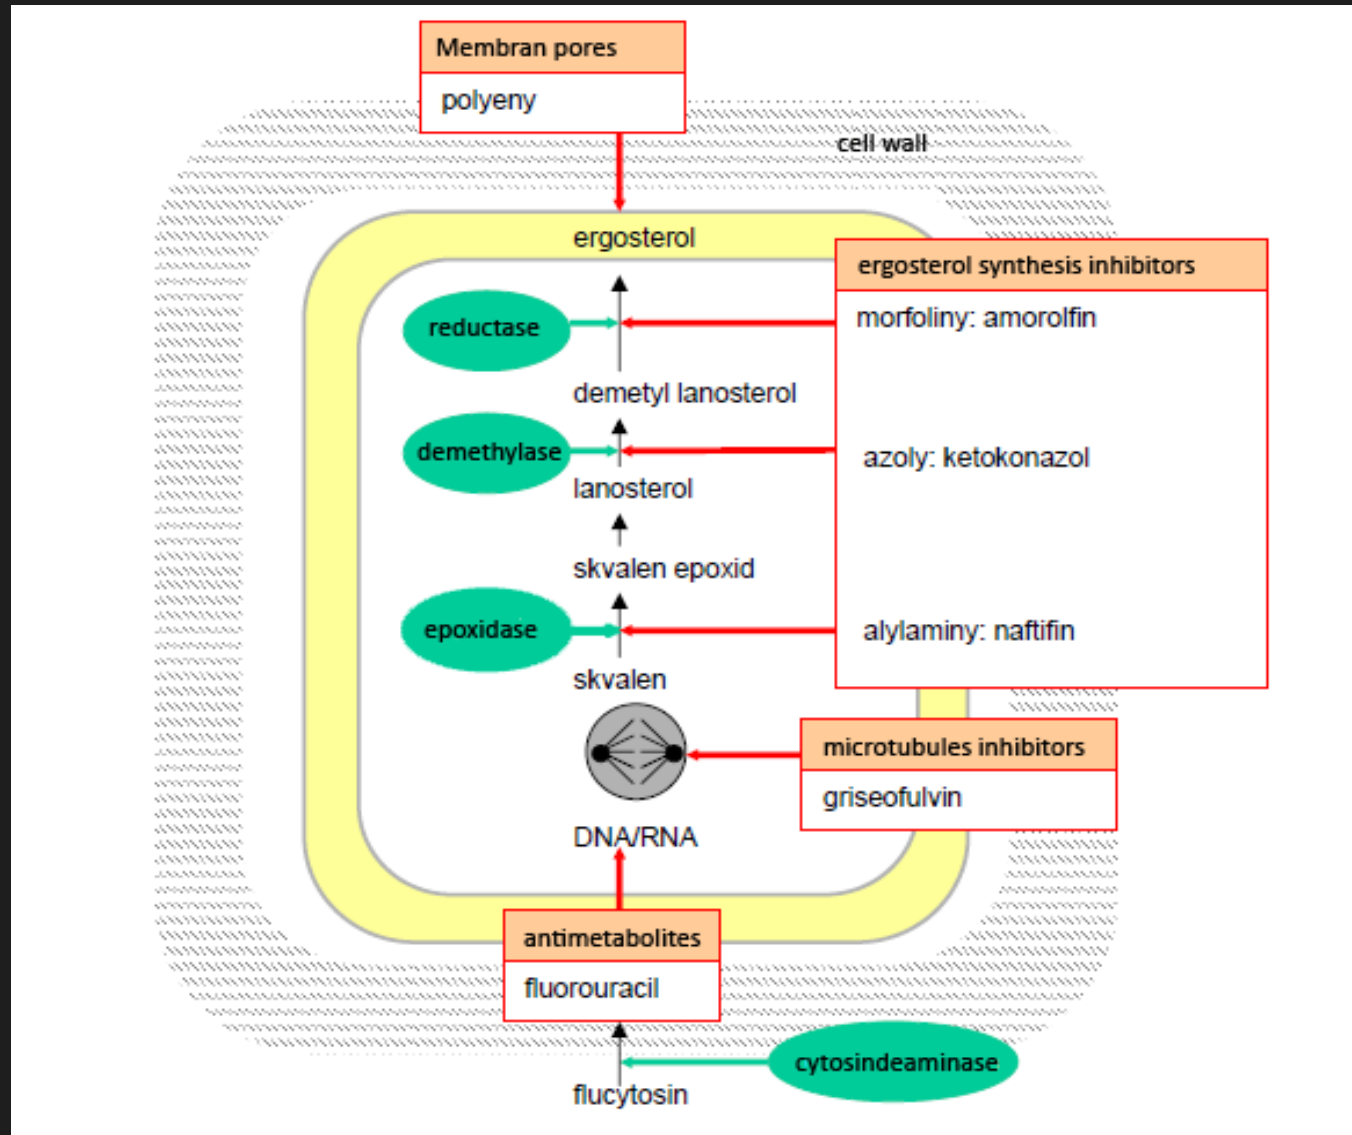 Membran pores
polyeny
cell wall
ergosterol
ergosterol synthesis inhibitors
reductase
morfoliny: amorolfin
demetyl lanosterol
demethylase
azoly: ketokonazol
lanosterol
skvalen epoxid
epoxidase
alylaminy: naftifin
skvalen
microtubules inhibitors
griseofulvin
DNA/RNA
antimetabolites
fluorouracil
cytosindeaminase
flucytosin